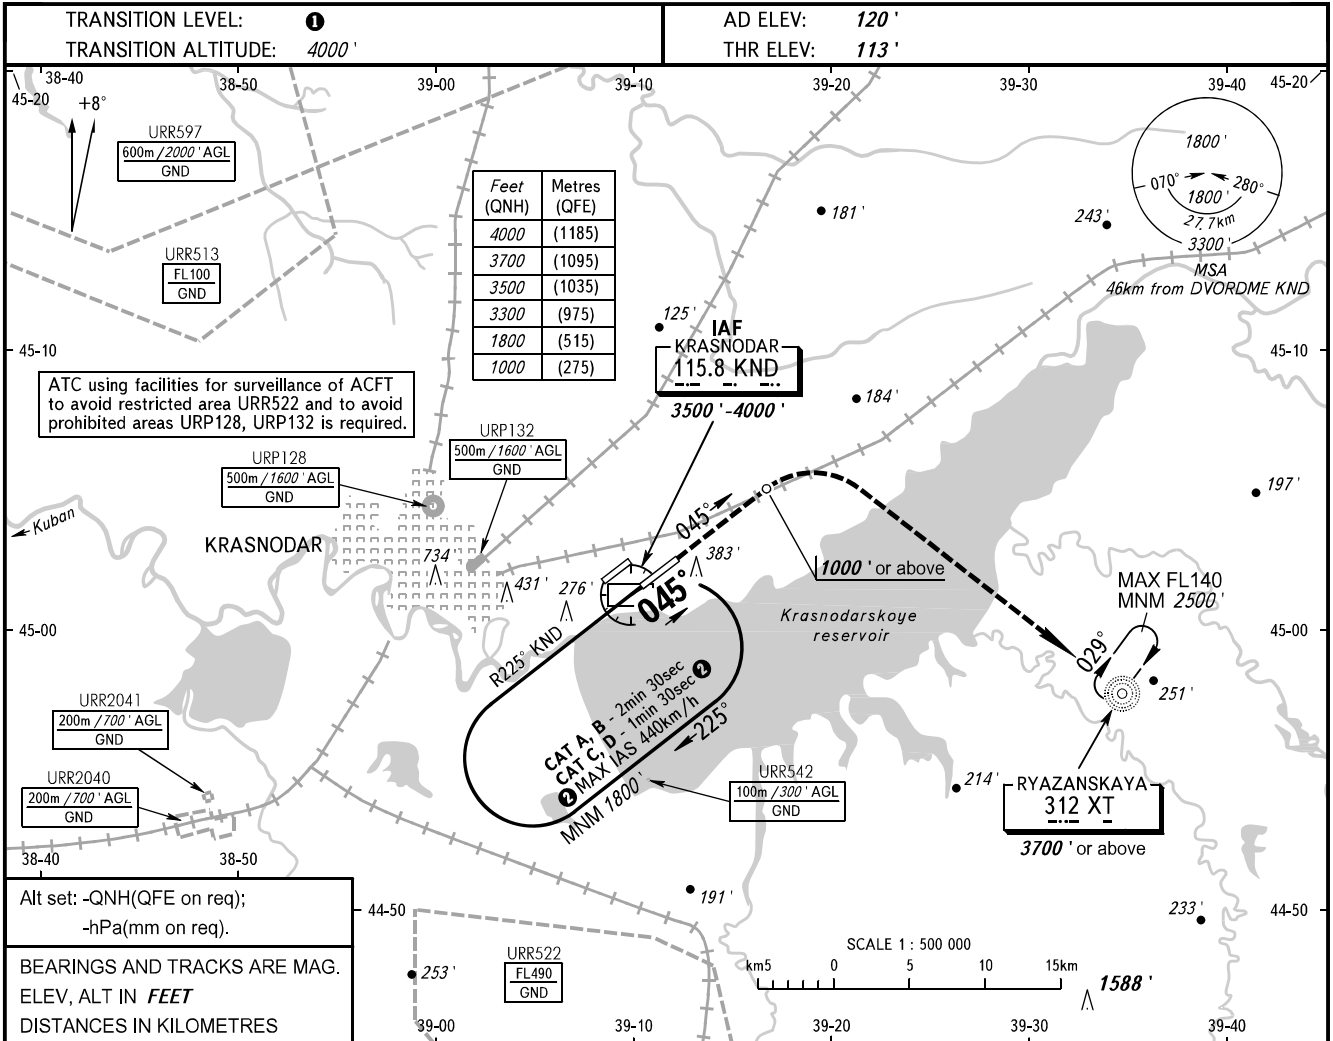 TRANSITION LEVEL: ❶
TRANSITION ALTITUDE: 4000 '
AD ELEV: 120 '
THR ELEV: 113 '
38-40
38-50
39-00
39-10
39-20
39-30
39-40
45-20
45-20
+8°
URR597
600m / 2000 ' AGL
GND
URR513
FL100
GND
Feet (QNH) Metres (QFE)
4000 (1185)
3700 (1095)
3500 (1035)
3300 (975)
1800 (515)
1000 (275)
181 '
243 '
1800 '
070° 280°
1800 '
27.7km
3300 '
MSA
46km from DVORDME KND
125 '
IAF
KRASNODAR
115.8 KND
3500 '-4000 '
45-10
45-10
ATC using facilities for surveillance of ACFT
to avoid restricted area URR522 and to avoid
prohibited areas URP128, URP132 is required.
184 '
URP132
500m / 1600 ' AGL
GND
URP128
500m / 1600 ' AGL
GND
197 '
Kuban
KRASNODAR
734 '
431 '
276 '
383 '
045°
045°
1000 ' or above
Krasnodarskoye
reservoir
MAX FL140
MNM 2500 '
029°
45-00
45-00
R225° KND
CAT A, B - 2min 30sec
CAT C, D - 1min 30sec ❷
❷ MAX IAS 440km/h
MNM 1800 '
225°
251 '
URR2041
200m / 700 ' AGL
GND
URR2040
200m / 700 ' AGL
GND
URR542
100m / 300 ' AGL
GND
214 '
RYAZANSKAYA
312 XT
3700 ' or above
38-40
38-50
Alt set: -QNH(QFE on req);
-hPa(mm on req).
44-50
44-50
191 '
233 '
BEARINGS AND TRACKS ARE MAG.
ELEV, ALT IN FEET
DISTANCES IN KILOMETRES
253 '
URR522
FL490
GND
SCALE 1 : 500 000
km5 0 5 10 15km
1588 '
39-00
39-10
39-20
39-30
39-40